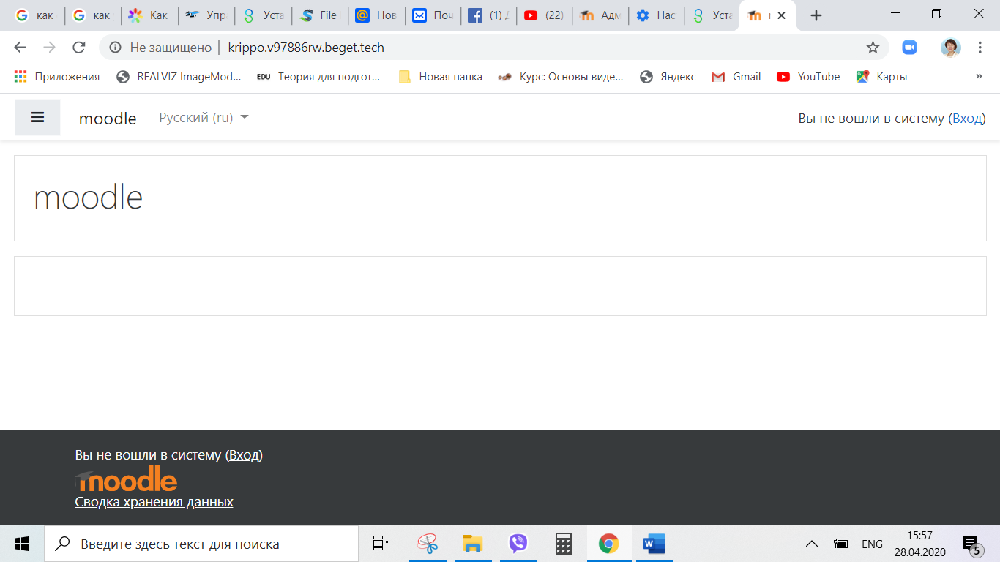 как
как
Как
Упр
Уста
File
Нов
Поч
(1) Д
(22)
Адм
Нас
Уста
Не защищено | krippo.v97886rw.beget.tech
Приложения REALVIZ ImageMod... EDU Теория для подгот... Новая папка Курс: Основы виде... Яндекс Gmail YouTube Карты »
moodle Русский (ru) Вы не вошли в систему (Вход)
moodle
Вы не вошли в систему (Вход)
moodle
Сводка хранения данных
Введите здесь текст для поиска
ENG
15:57
28.04.2020
5